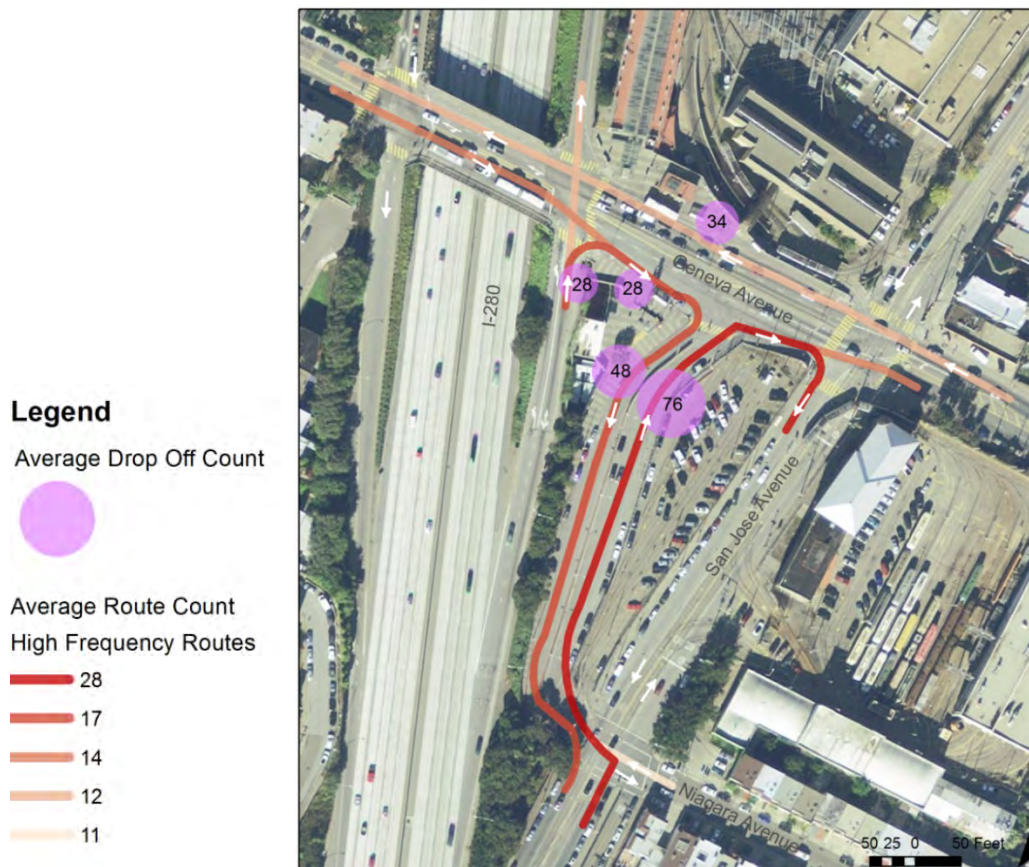 Legend
Average Drop Off Count
Average Route Count
High Frequency Routes
28
17
14
12
11
34
Geneva Avenue
28
28
I-280
48
76
San Jose Avenue
Niagara Avenue
50 25 0 50 Feet